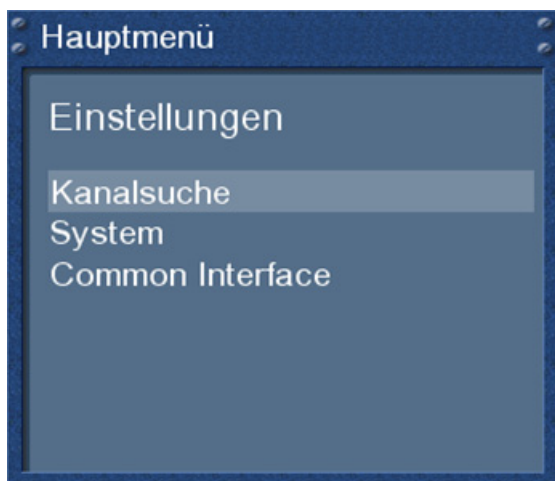 Hauptmenü
Einstellungen
Kanalsuche
System
Common Interface